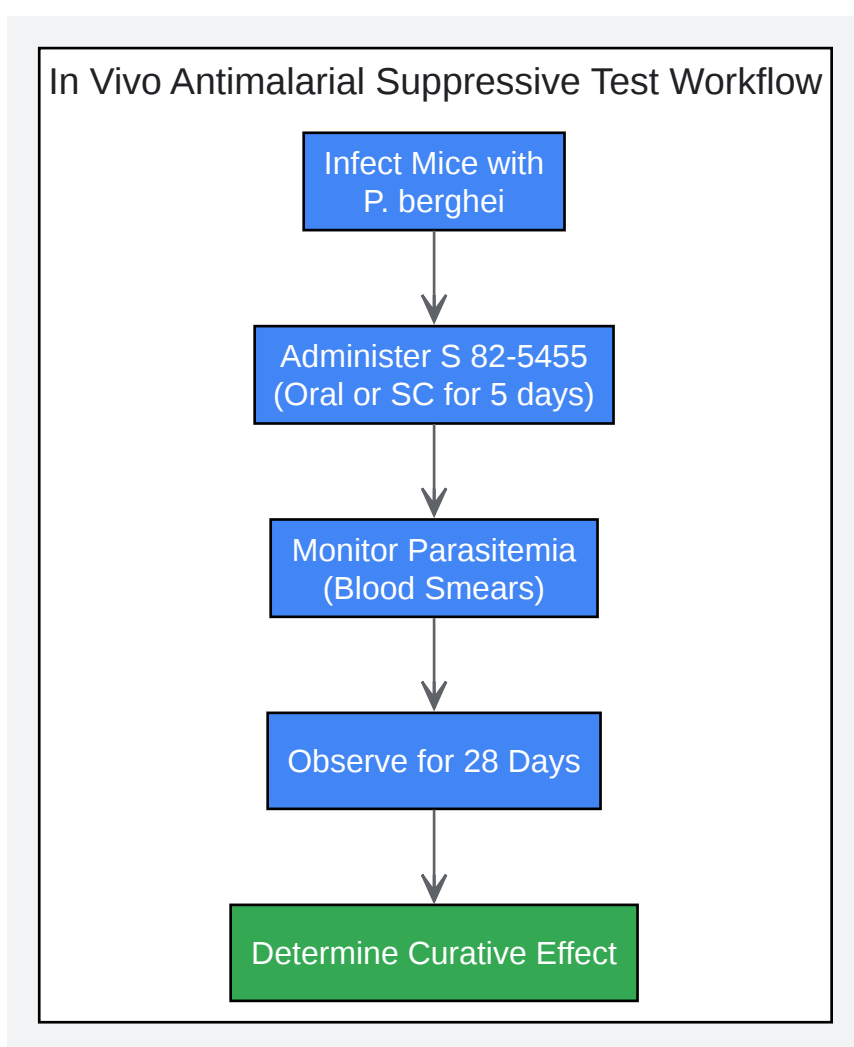 In Vivo Antimalarial Suppressive Test Workflow
Infect Mice with
P. berghei
Administer S 82-5455
(Oral or SC for 5 days)
Monitor Parasitemia
(Blood Smears)
Observe for 28 Days
Determine Curative Effect